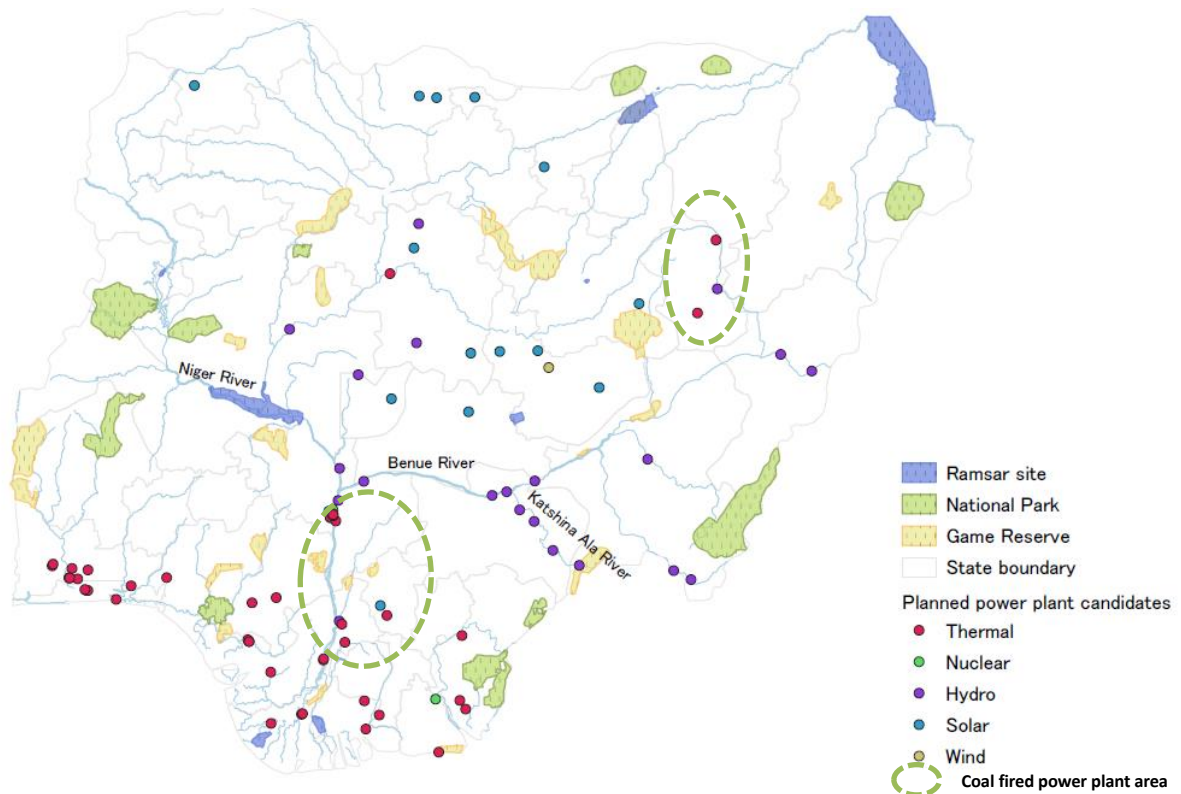 Niger River
Benue River
Katshina Ala River
Ramsar site
National Park
Game Reserve
State boundary
Planned power plant candidates
Thermal
Nuclear
Hydro
Solar
Wind
Coal fired power plant area